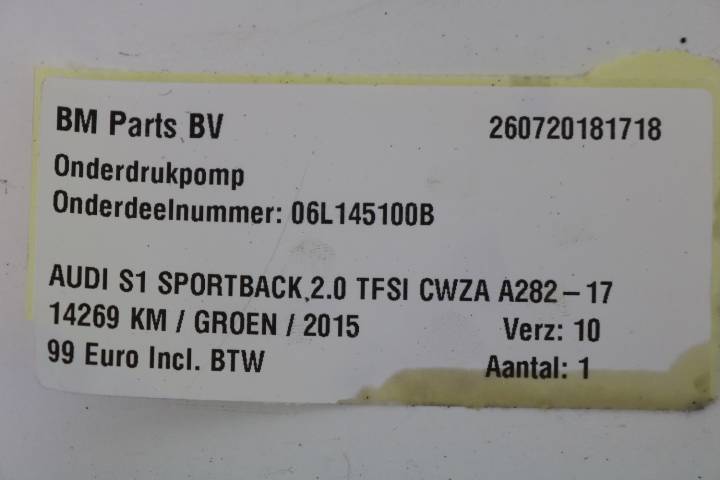 BM Parts BV 260720181718
Onderdrukpomp
Onderdeelnummer: 06L145100B
AUDI S1 SPORTBACK,2.0 TFSI CWZA A282-17
14269 KM / GROEN / 2015 Verz: 10
99 Euro Incl. BTW Aantal: 1